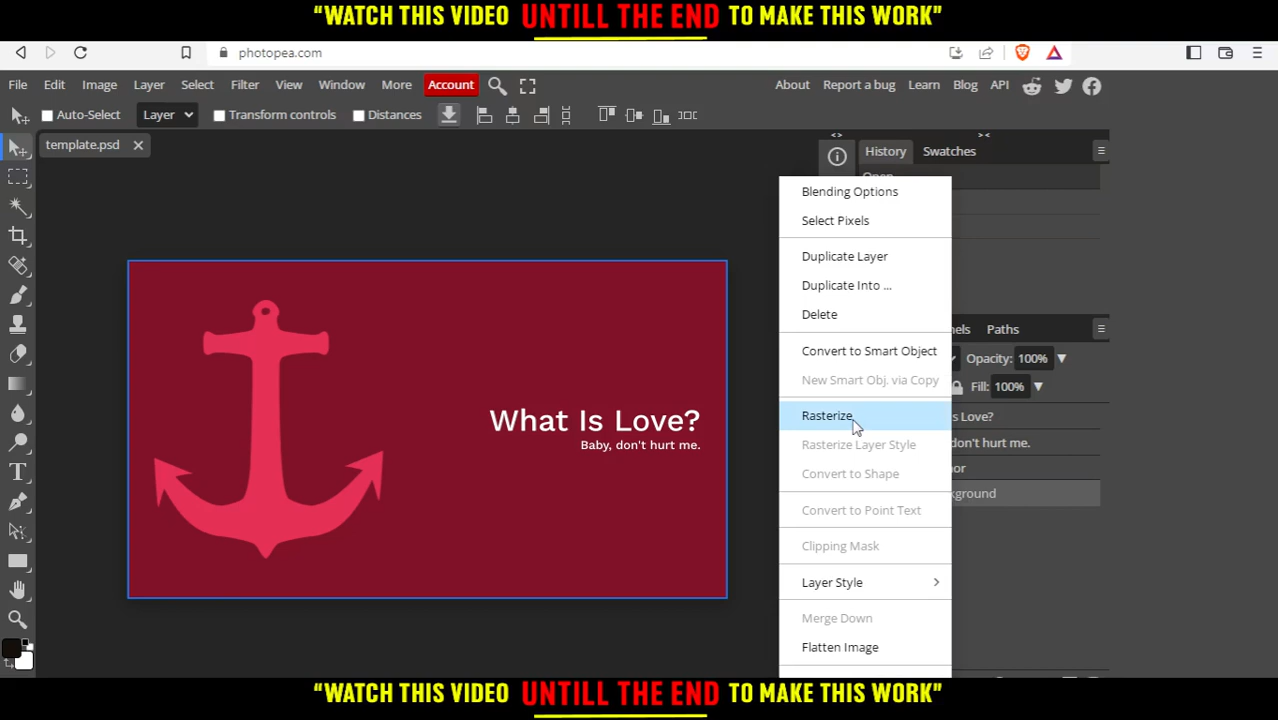 “WATCH THIS VIDEO UNTILL THE END TO MAKE THIS WORK”
photopea.com
File Edit Image Layer Select Filter View Window More Account About Report a bug Learn Blog API
Auto-Select Layer Transform controls Distances
template.psd
History Swatches
Open
Blending Options
Select Pixels
Duplicate Layer
Duplicate Into ...
Delete
nels Paths
Convert to Smart Object
Opacity: 100%
New Smart Obj. via Copy
Fill: 100%
Rasterize
s Love?
What Is Love?
Baby, don't hurt me.
Rasterize Layer Style
don't hurt me.
Convert to Shape
hor
kground
Convert to Point Text
Clipping Mask
Layer Style
Merge Down
Flatten Image
“WATCH THIS VIDEO UNTILL THE END TO MAKE THIS WORK”